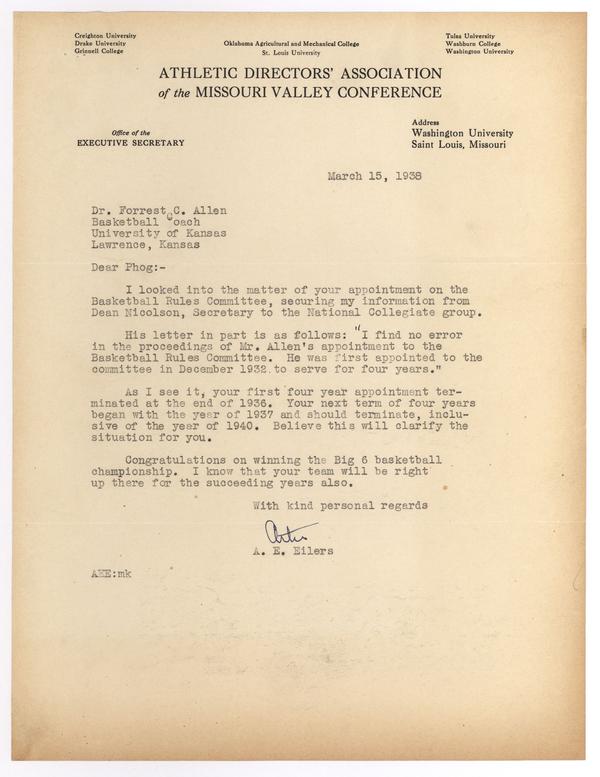 Creighton University
Drake University
Grinnell College
Oklahoma Agricultural and Mechanical College
St. Louis University
Tulsa University
Washburn College
Washington University
ATHLETIC DIRECTORS' ASSOCIATION
of the MISSOURI VALLEY CONFERENCE
Office of the
EXECUTIVE SECRETARY
Address
Washington University
Saint Louis, Missouri
March 15, 1938
Dr. Forrest C. Allen
Basketball Coach
University of Kansas
Lawrence, Kansas
Dear Phog:-
I looked into the matter of your appointment on the
Basketball Rules Committee, securing my information from
Dean Nicolson, Secretary to the National Collegiate group.
His letter in part is as follows: "I find no error
in the proceedings of Mr. Allen's appointment to the
Basketball Rules Committee. He was first appointed to the
committee in December 1932 to serve for four years."
As I see it, your first four year appointment ter-
minated at the end of 1936. Your next term of four years
began with the year of 1937 and should terminate, inclu-
sive of the year of 1940. Believe this will clarify the
situation for you.
Congratulations on winning the Big 6 basketball
championship. I know that your team will be right
up there for the succeeding years also.
With kind personal regards
Artie
A. E. Eilers
AEE:mk